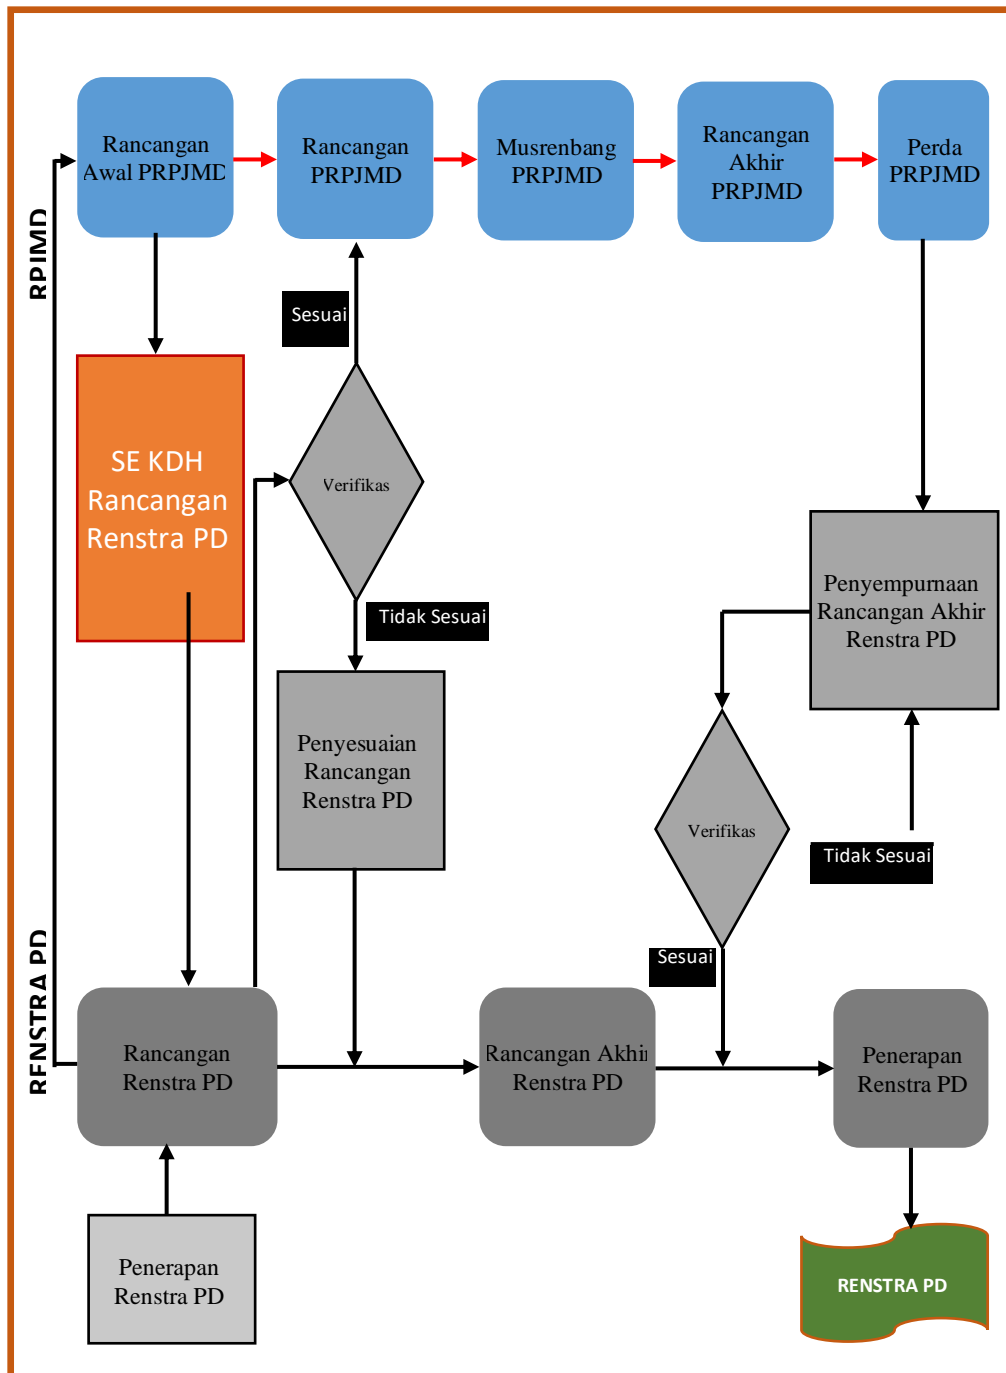 Rancangan
Awal PRPJMD
Rancangan
PRPJMD
Musrenbang
PRPJMD
Rancangan
Akhir
PRPJMD
Perda
PRPJMD
RPJMD
Sesuai
SE KDH
Rancangan
Renstra PD
Verifikas
Tidak Sesuai
Penyempurnaan
Rancangan Akhir
Renstra PD
Penyesuaian
Rancangan
Renstra PD
Verifikas
Tidak Sesuai
Sesuai
RENSTRA PD
Rancangan
Renstra PD
Rancangan Akhir
Renstra PD
Penerapan
Renstra PD
Penerapan
Renstra PD
RENSTRA PD